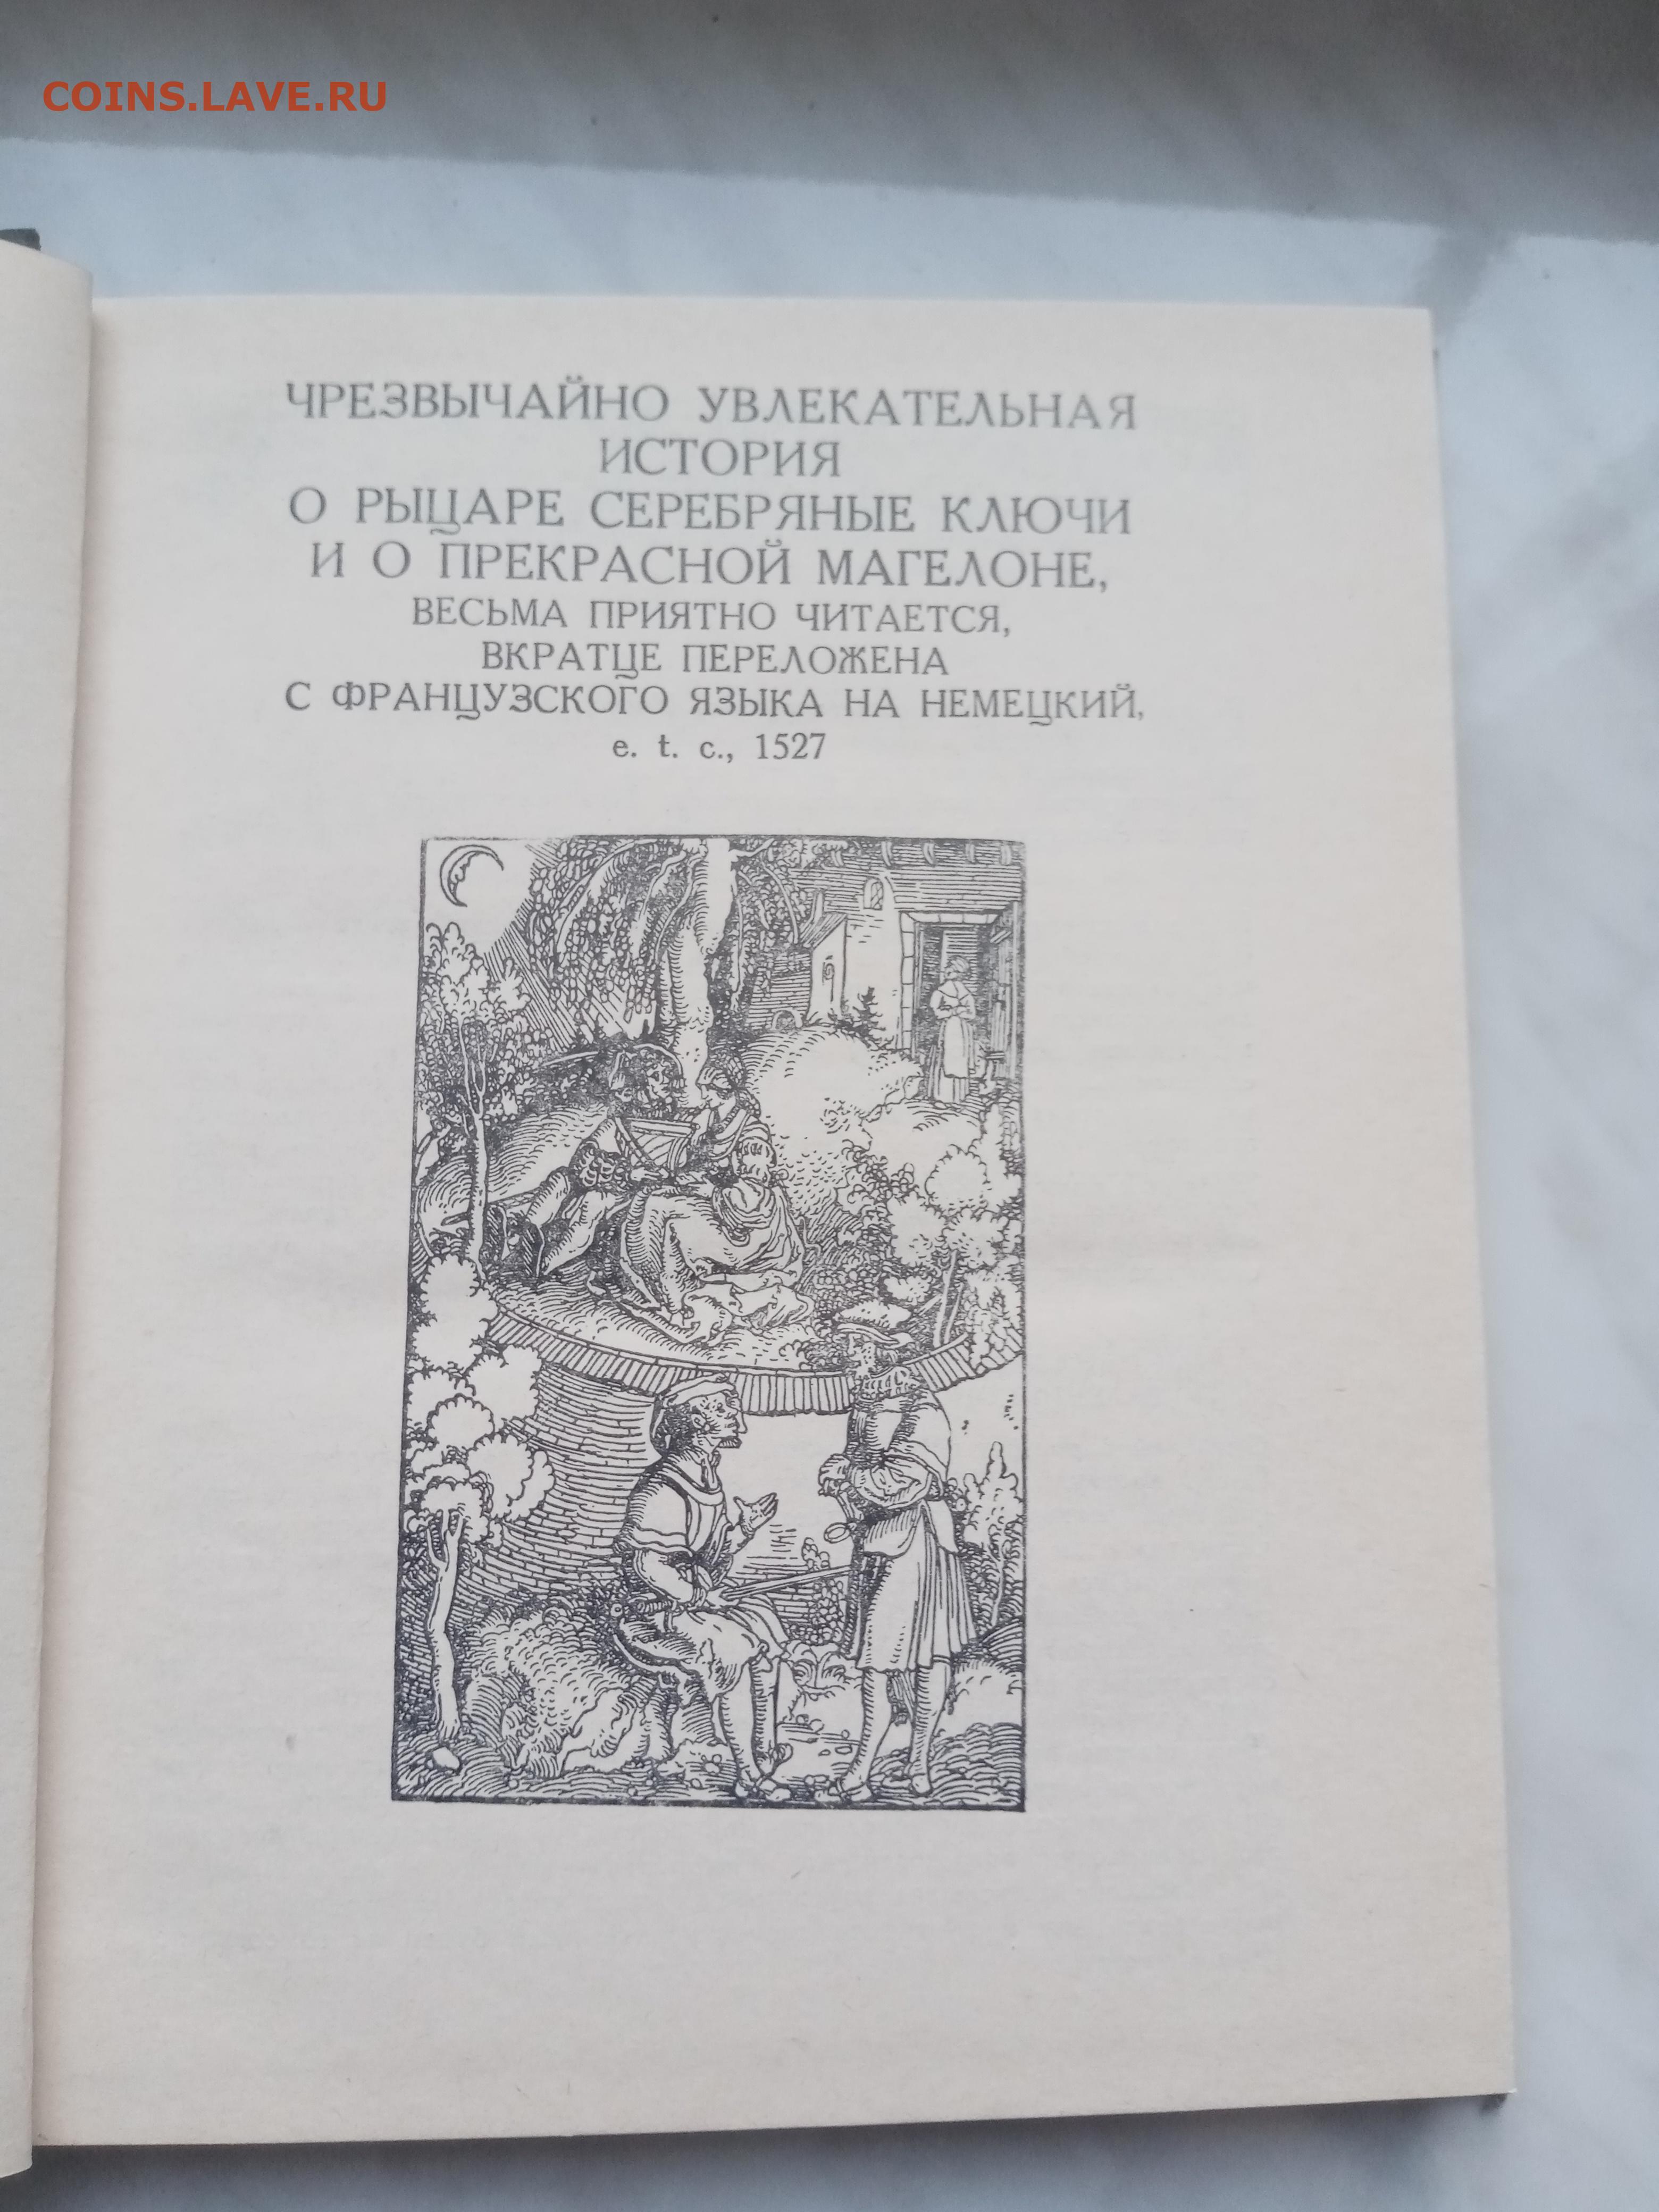 COINS.LAVE.RU
ЧРЕЗВЫЧАЙНО УВЛЕКАТЕЛЬНАЯ
ИСТОРИЯ
О РЫЦАРЕ СЕРЕБРЯНЫЕ КЛЮЧИ
И О ПРЕКРАСНОЙ МАГЕЛОНЕ,
ВЕСЬМА ПРИЯТНО ЧИТАЕТСЯ,
ВКРАТЦЕ ПЕРЕЛОЖЕНА
С ФРАНЦУЗСКОГО ЯЗЫКА НА НЕМЕЦКИЙ,
e. t. c., 1527